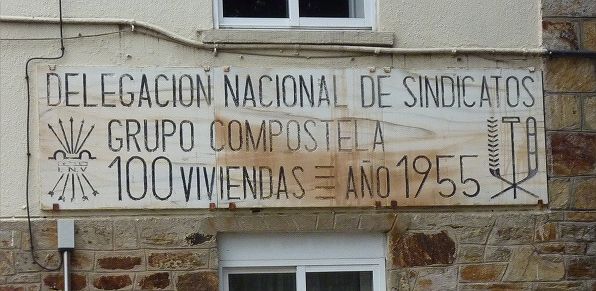 DELEGACION NACIONAL DE SINDICATOS
GRUPO COMPOSTELA
I.N.V.
100 VIVIENDAS AÑO 1955